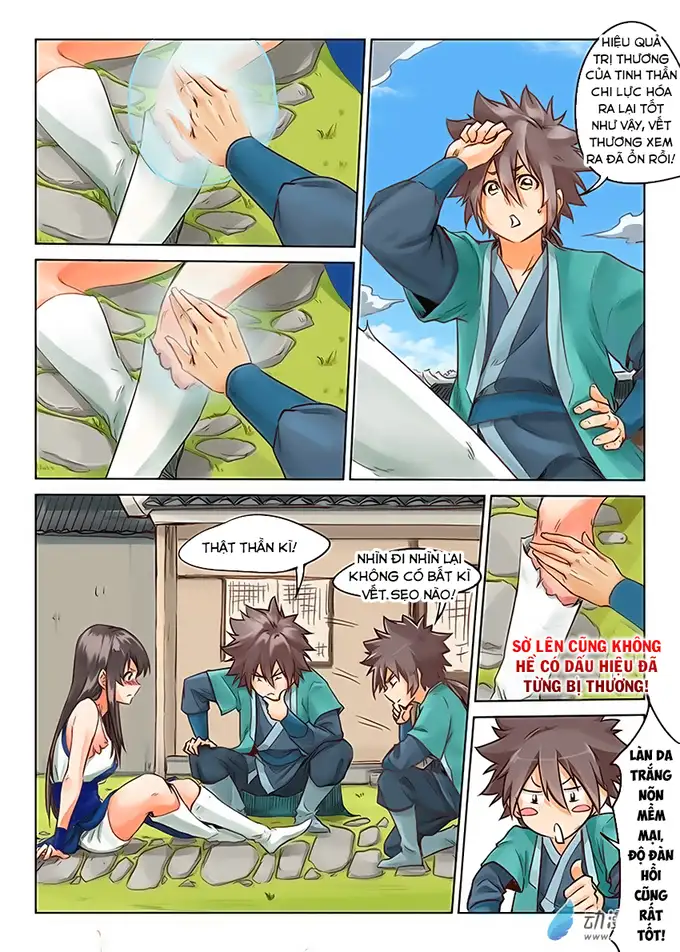 HIỆU QUẢ
TRỊ THƯƠNG
CỦA TINH THẦN
CHI LỰC HÓA
RA LẠI TỐT
NHƯ VẬY, VẾT
THƯƠNG XEM
RA ĐÃ ỔN RỒI!
THẬT THẦN KÌ!
NHÌN ĐI NHÌN LẠI
KHÔNG CÓ BẤT KÌ
VẾT SẸO NÀO!
SỜ LÊN CŨNG KHÔNG
HỀ CÓ DẤU HIỆU ĐÃ
TỪNG BỊ THƯƠNG!
LÀN DA
TRẮNG
NÕN
MỀM
MẠI,
ĐỘ ĐÀN
HỒI
CŨNG
RẤT
TỐT!